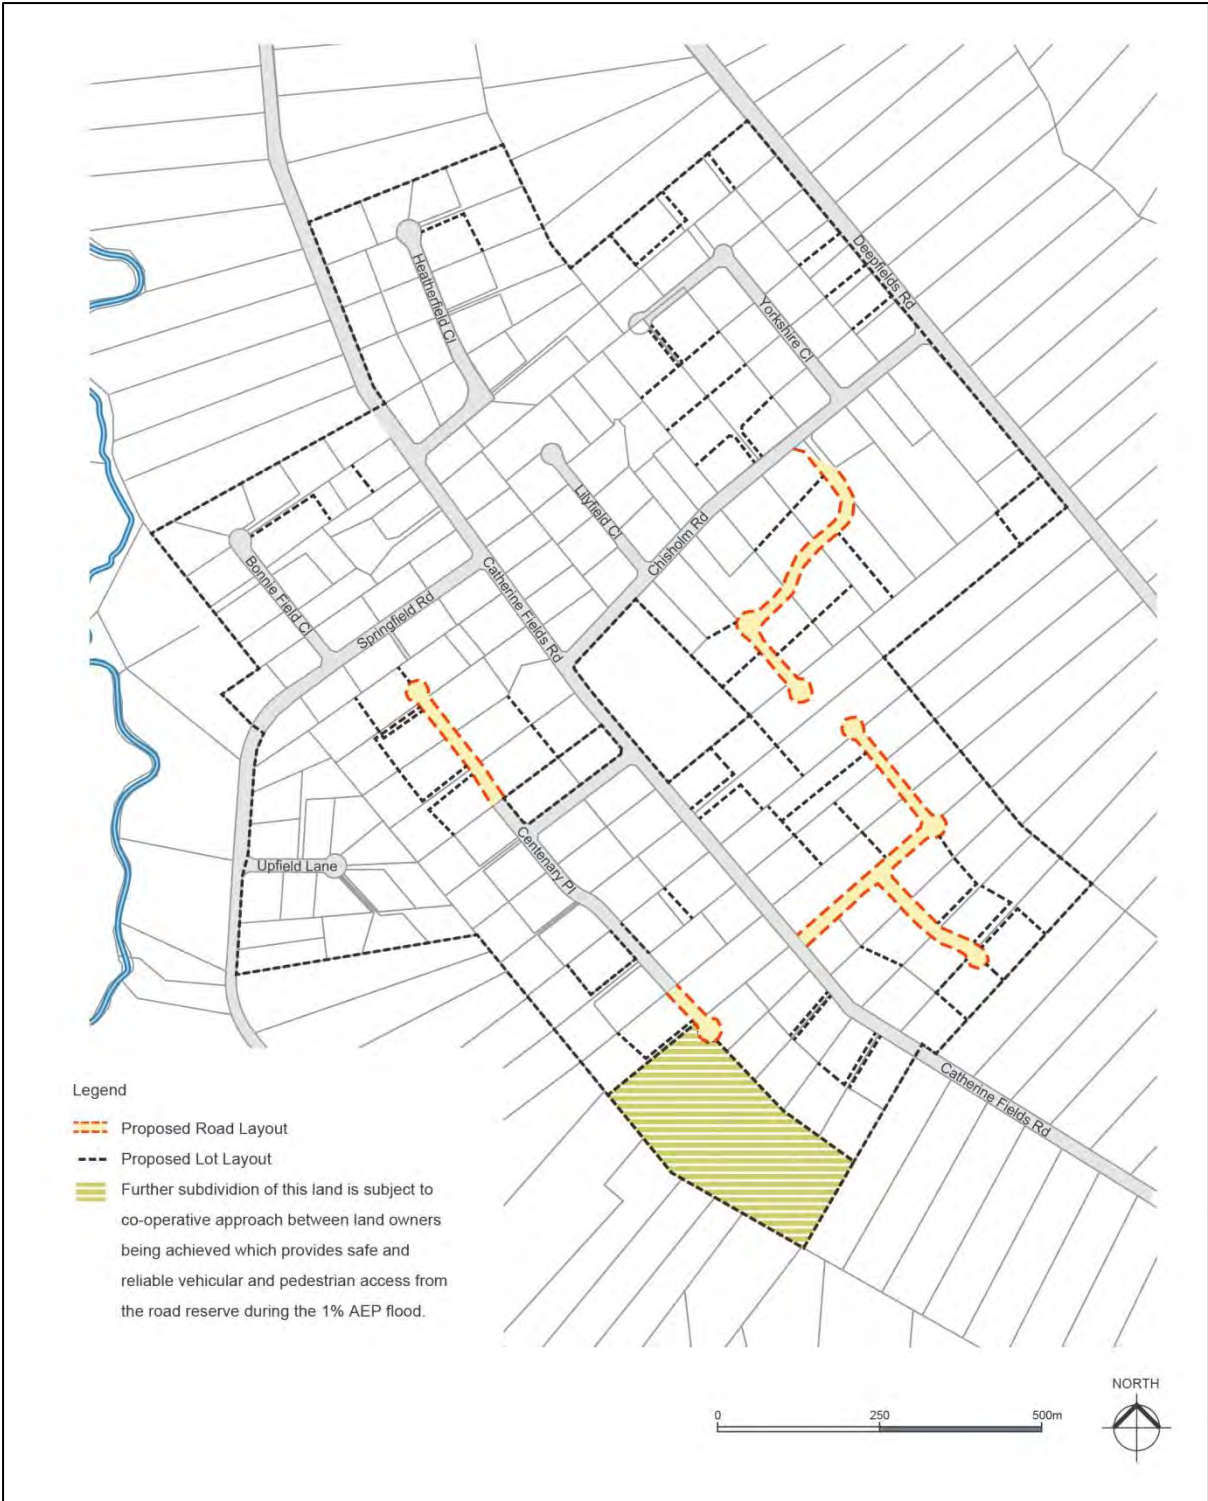 Deepfields Rd
Heatherfield Cl
Yorkshire Cl
Lilyfield Cl
Chisholm Rd
Bonnie Field Cl
Catherine Fields Rd
Springfield Rd
Centenary Pl
Upfield Lane
Catherine Fields Rd
Legend
Proposed Road Layout
Proposed Lot Layout
Further subdividion of this land is subject to
co-operative approach between land owners
being achieved which provides safe and
reliable vehicular and pedestrian access from
the road reserve during the 1% AEP flood.
NORTH
0 250 500m